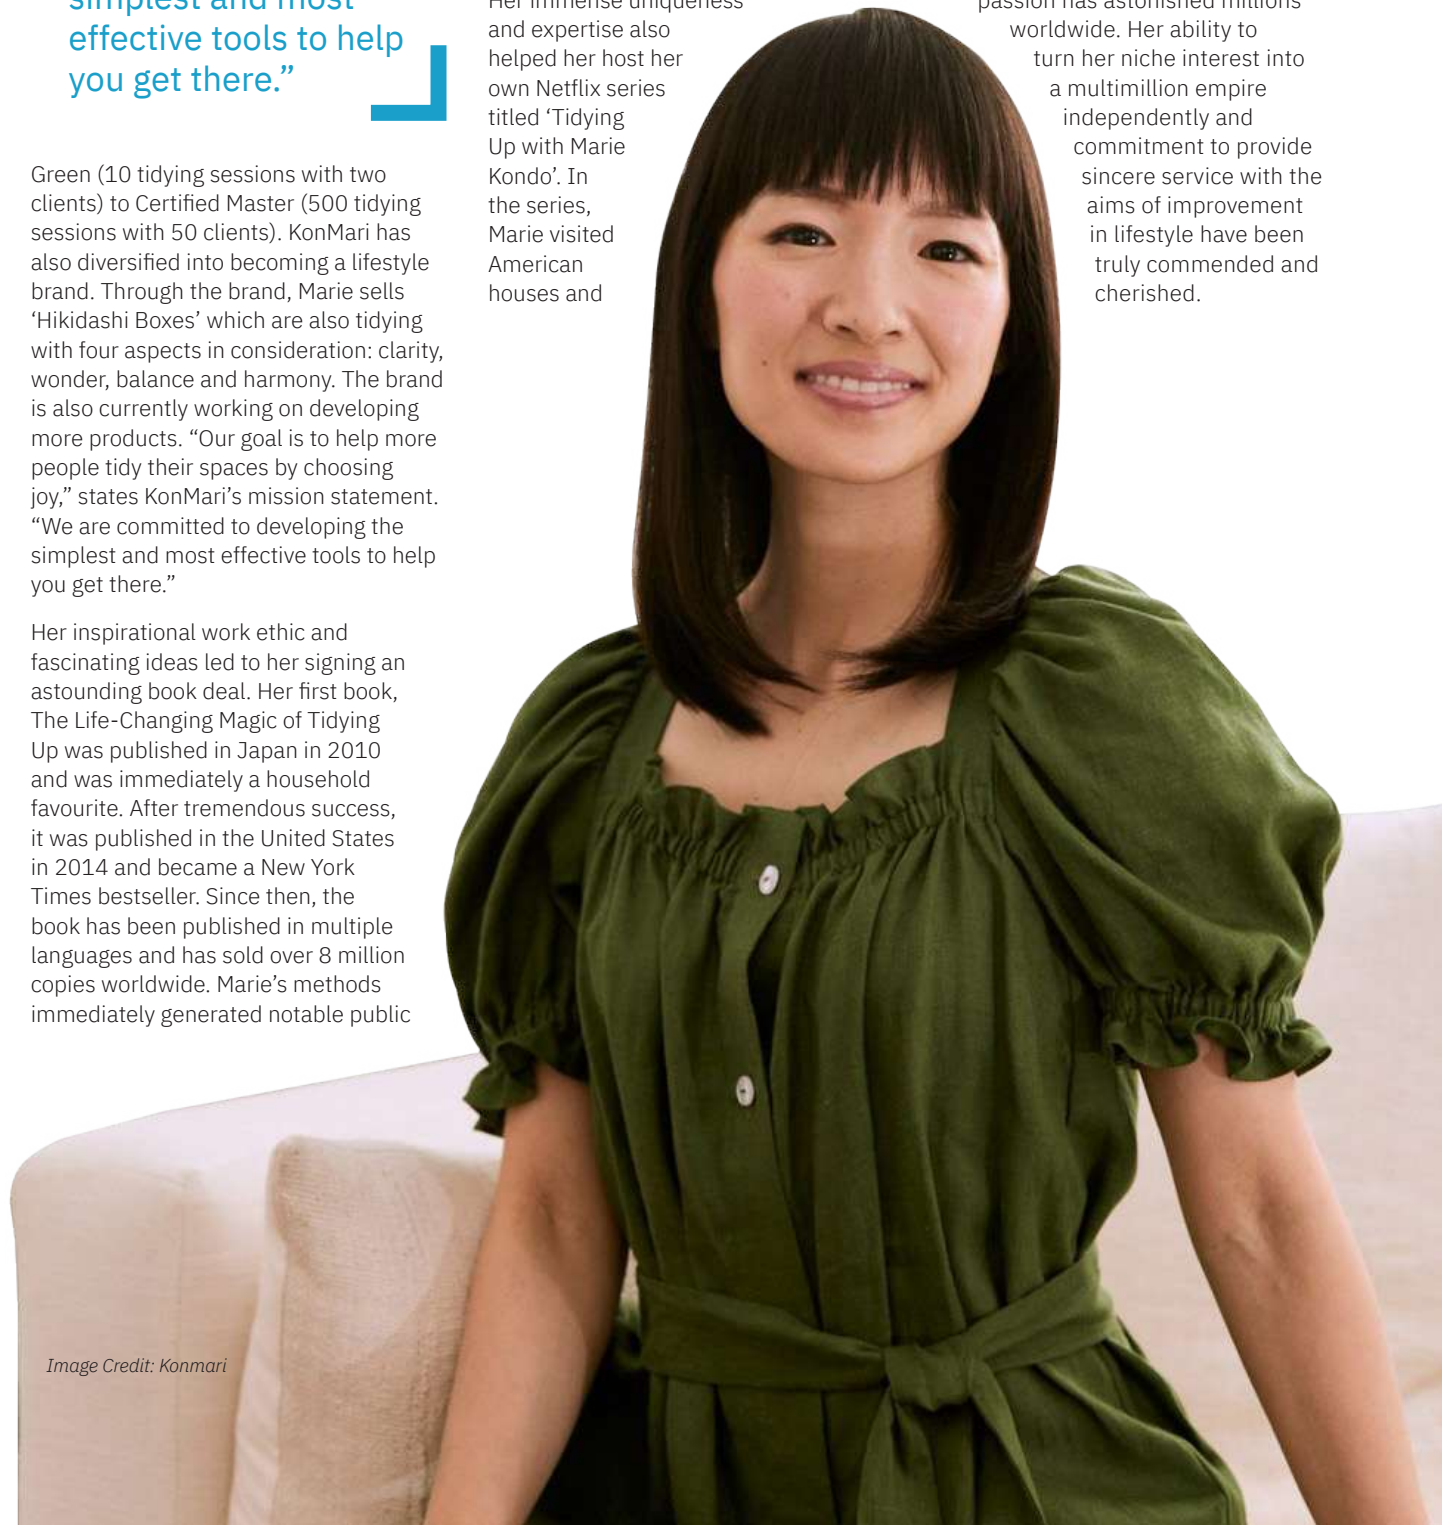 simplest and most
effective tools to help
you get there.”
Green (10 tidying sessions with two
clients) to Certified Master (500 tidying
sessions with 50 clients). KonMari has
also diversified into becoming a lifestyle
brand. Through the brand, Marie sells
‘Hikidashi Boxes’ which are also tidying
with four aspects in consideration: clarity,
wonder, balance and harmony. The brand
is also currently working on developing
more products. “Our goal is to help more
people tidy their spaces by choosing
joy,” states KonMari’s mission statement.
“We are committed to developing the
simplest and most effective tools to help
you get there.”
Her inspirational work ethic and
fascinating ideas led to her signing an
astounding book deal. Her first book,
The Life-Changing Magic of Tidying
Up was published in Japan in 2010
and was immediately a household
favourite. After tremendous success,
it was published in the United States
in 2014 and became a New York
Times bestseller. Since then, the
book has been published in multiple
languages and has sold over 8 million
copies worldwide. Marie’s methods
immediately generated notable public
Her immense uniqueness
and expertise also
helped her host her
own Netflix series
titled ‘Tidying
Up with Marie
Kondo’. In
the series,
Marie visited
American
houses and
passion has astonished millions
worldwide. Her ability to
turn her niche interest into
a multimillion empire
independently and
commitment to provide
sincere service with the
aims of improvement
in lifestyle have been
truly commended and
cherished.
Image Credit: Konmari